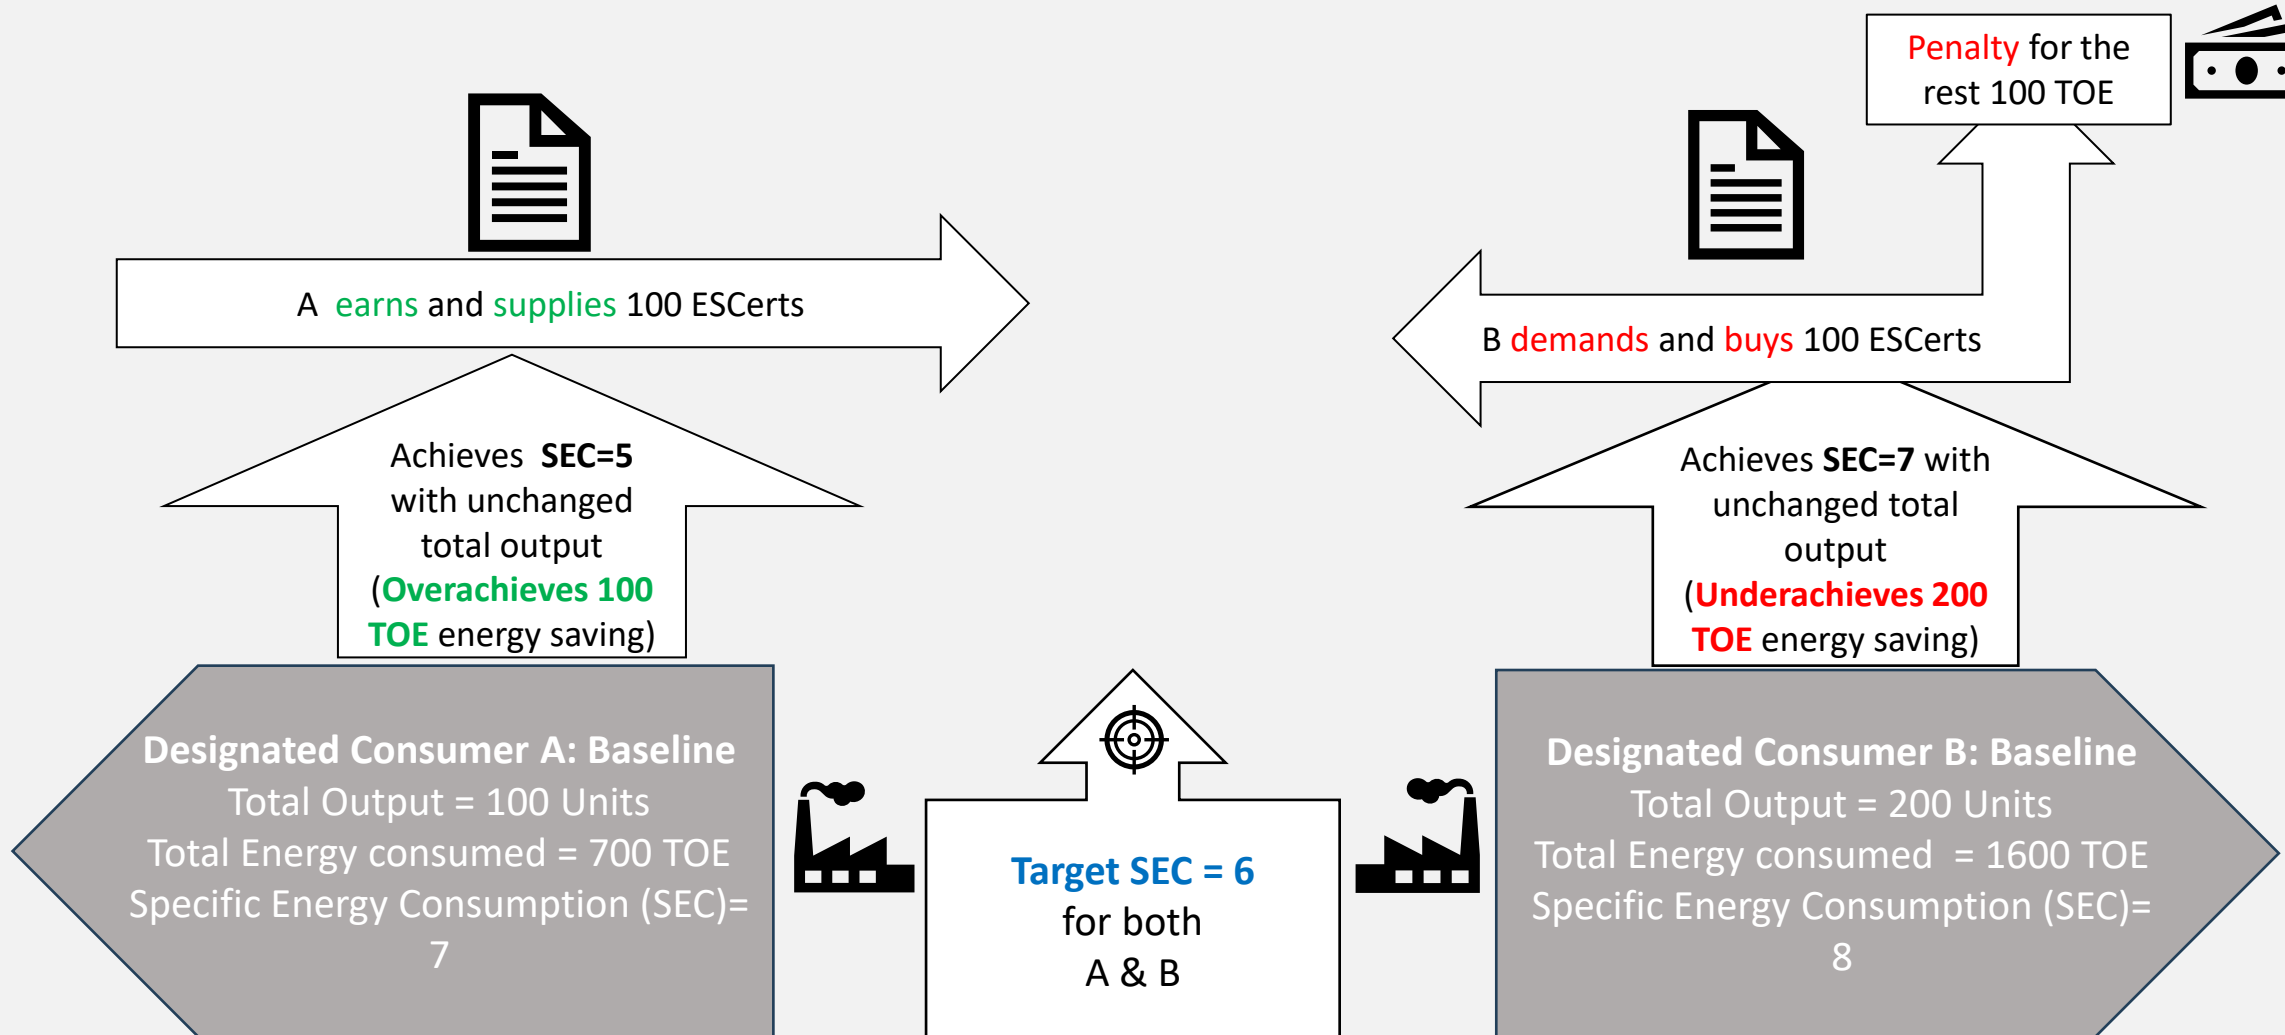 Penalty for the
rest 100 TOE
A earns and supplies 100 ESCerts
B demands and buys 100 ESCerts
Achieves SEC=5
with unchanged
total output
(Overachieves 100
TOE energy saving)
Achieves SEC=7 with
unchanged total
output
(Underachieves 200
TOE energy saving)
Designated Consumer A: Baseline
Total Output = 100 Units
Total Energy consumed = 700 TOE
Specific Energy Consumption (SEC)=
7
Target SEC = 6
for both
A & B
Designated Consumer B: Baseline
Total Output = 200 Units
Total Energy consumed = 1600 TOE
Specific Energy Consumption (SEC)=
8